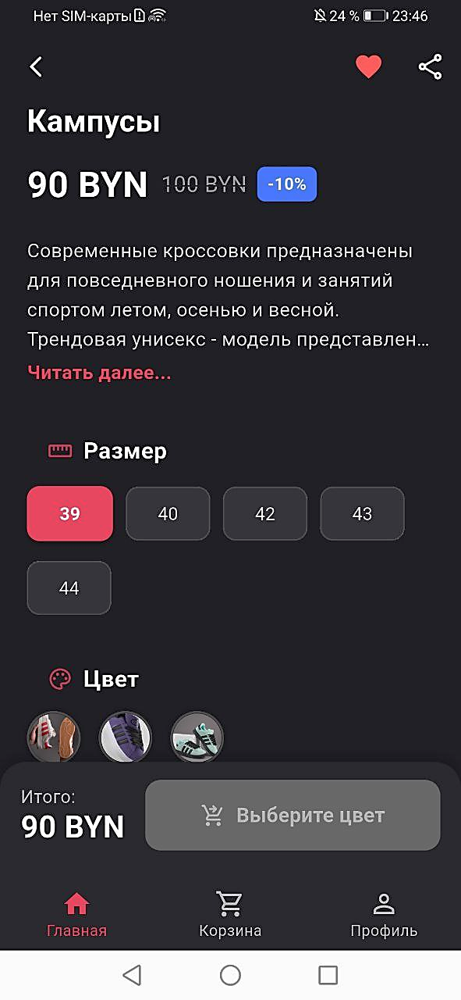 Нет SIM-карты 24 % 23:46
Кампусы
90 BYN 100 BYN -10%
Современные кроссовки предназначены
для повседневного ношения и занятий
спортом летом, осенью и весной.
Трендовая унисекс - модель представлен...
Читать далее...
Размер
39 40 42 43
44
Цвет
Итого:
90 BYN
Выберите цвет
Главная Корзина Профиль